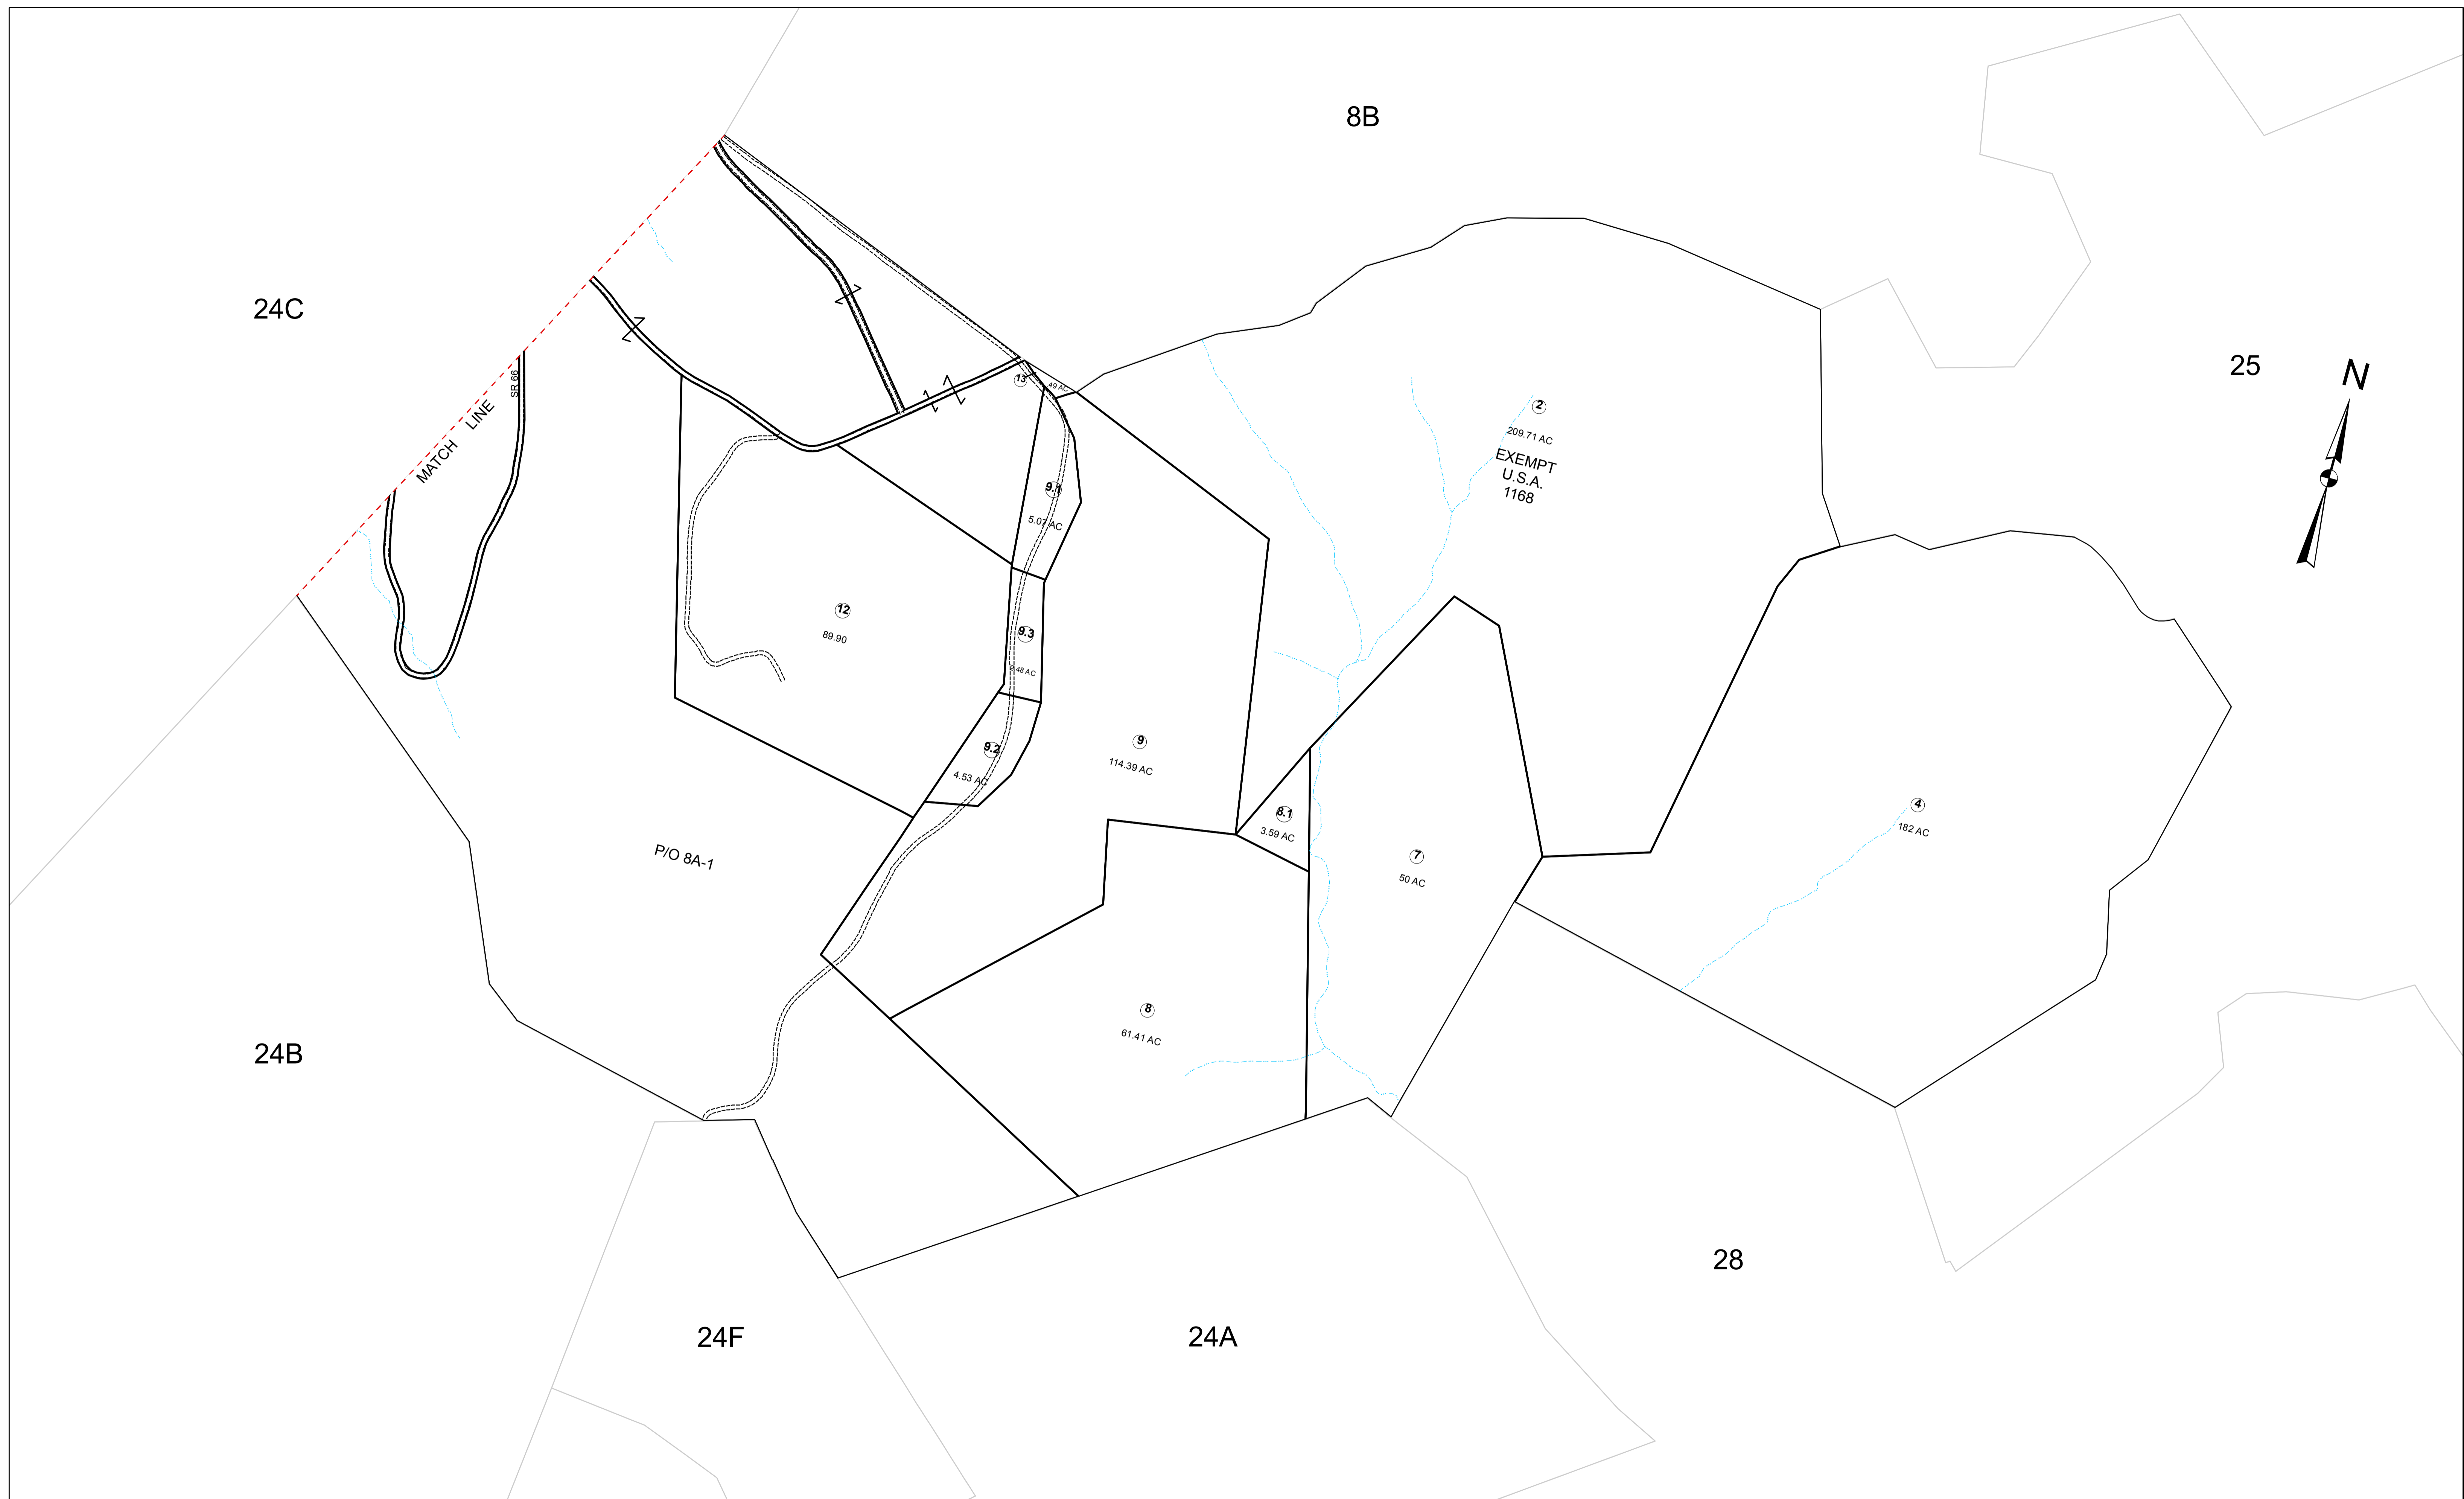 8B
24C
25
N
SR 66
MATCH LINE
13
.49 AC
2
209.71 AC
EXEMPT
U.S.A.
1168
9.1
5.07 AC
12
89.90
9.3
9.2
4.53 AC
9
114.39 AC
8.1
3.59 AC
4
182 AC
7
50 AC
P/O 8A-1
8
61.41 AC
24B
28
24F
24A